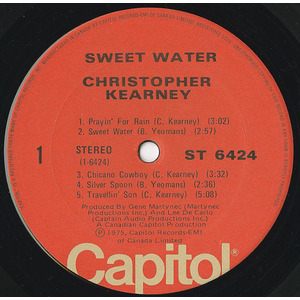 SWEET WATER
CHRISTOPHER
KEARNEY
1. Prayin' For Rain (C. Kearney) (3:02)
2. Sweet Water (B. Yeomans) (2:57)
1
STEREO
(1-6424)
ST 6424
3. Chicano Cowboy (C. Kearney) (3:32)
4. Silver Spoon (B. Yeomans) (2:36)
5. Travellin' Son (C. Kearney) (5:08)
Produced By Gene Martynec (Martynec
Productions Inc.) And Lee De Carlo
(Captain Audio Productions Inc.)
A Canadian Capitol Production
℗ 1975, Capitol Records-EMI
of Canada Limited
Capitol